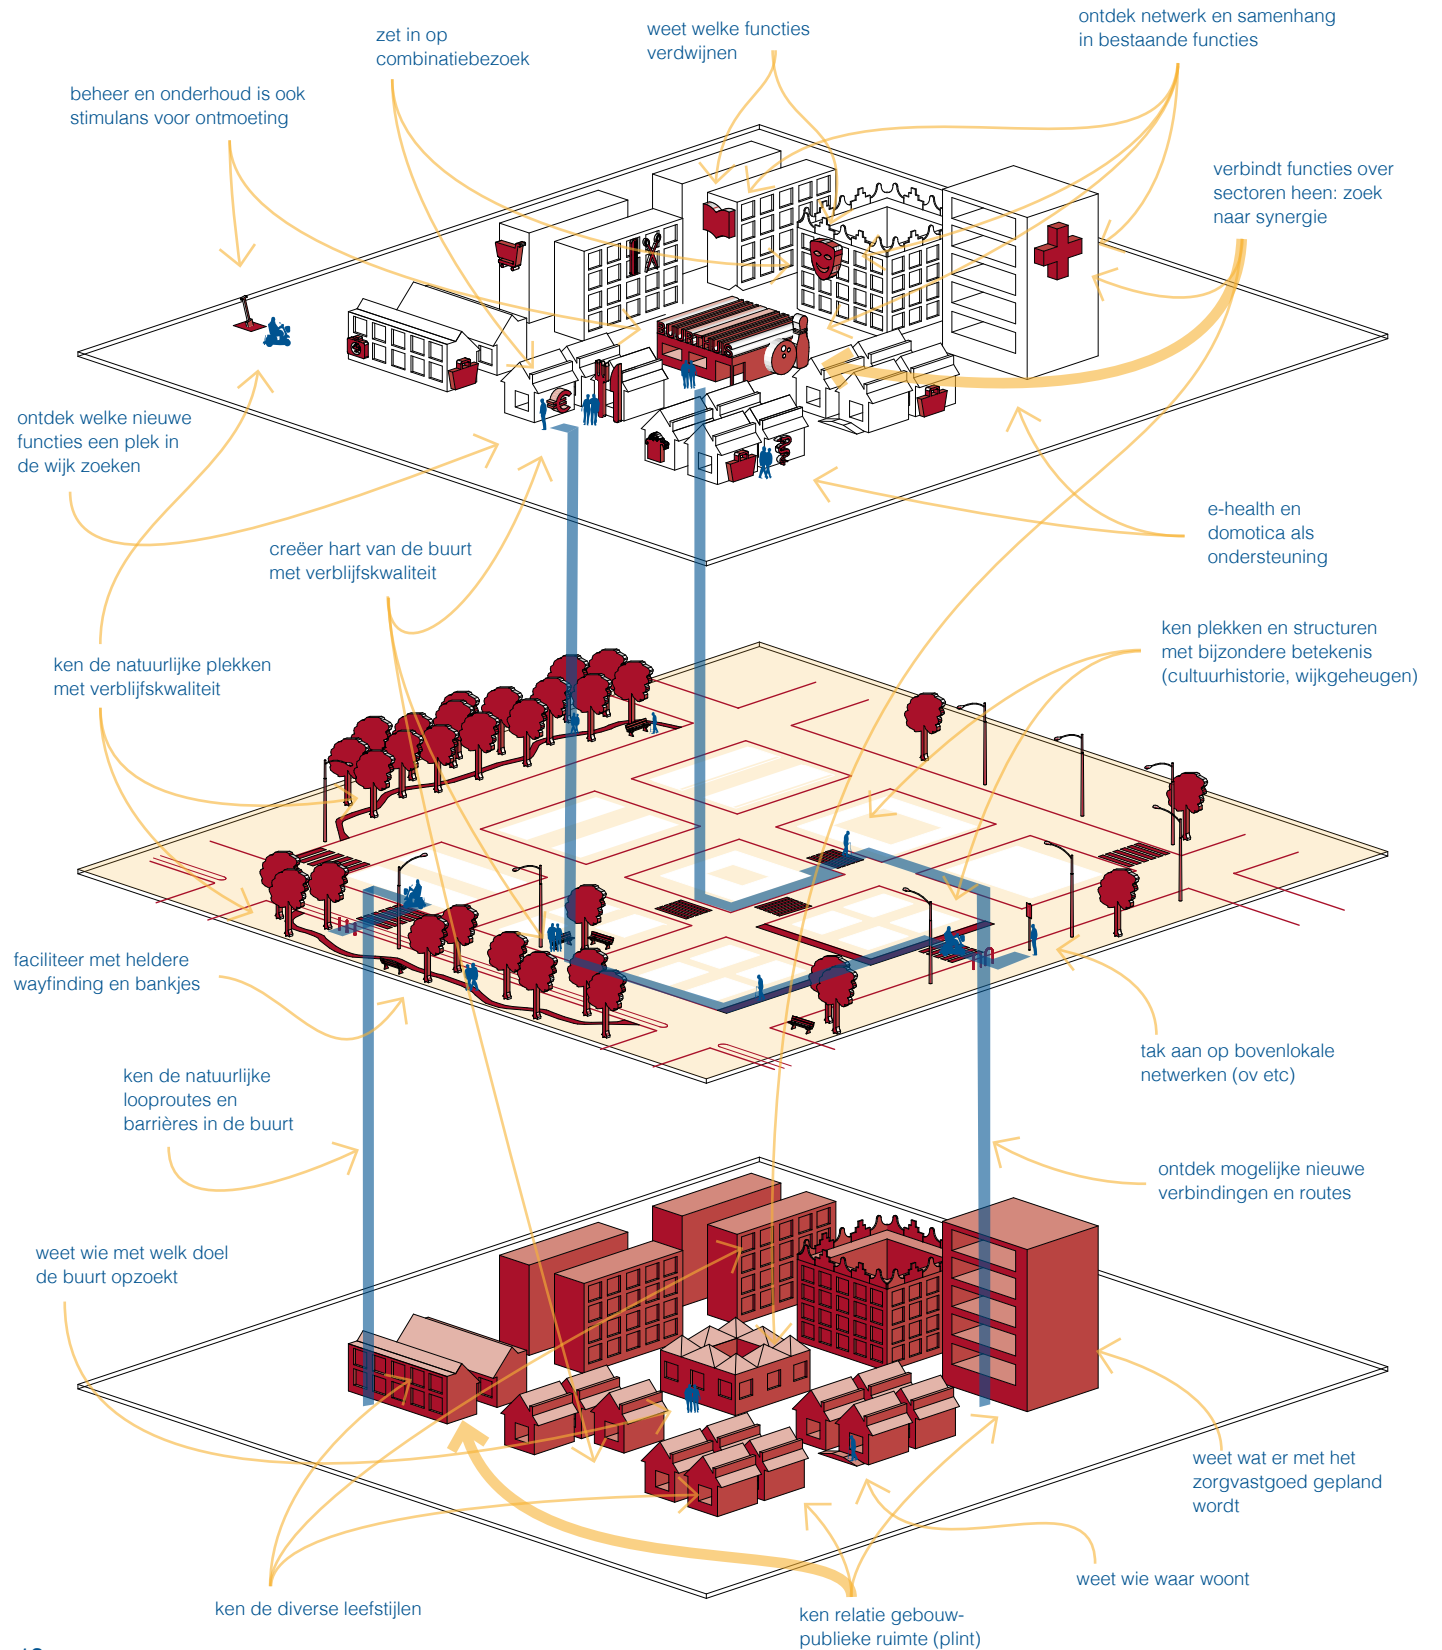 ontdek netwerk en samenhang
in bestaande functies
weet welke functies
verdwijnen
zet in op
combinatiebezoek
beheer en onderhoud is ook
stimulans voor ontmoeting
verbindt functies over
sectoren heen: zoek
naar synergie
BUURTHUIS
ontdek welke nieuwe
functies een plek in
de wijk zoeken
e-health en
domotica als
ondersteuning
creëer hart van de buurt
met verblijfskwaliteit
ken plekken en structuren
met bijzondere betekenis
(cultuurhistorie, wijkgeheugen)
ken de natuurlijke plekken
met verblijfskwaliteit
faciliteer met heldere
wayfinding en bankjes
tak aan op bovenlokale
netwerken (ov etc)
ken de natuurlijke
looproutes en
barrières in de buurt
ontdek mogelijke nieuwe
verbindingen en routes
weet wie met welk doel
de buurt opzoekt
weet wat er met het
zorgvastgoed gepland
wordt
weet wie waar woont
ken de diverse leefstijlen
ken relatie gebouw-
publieke ruimte (plint)